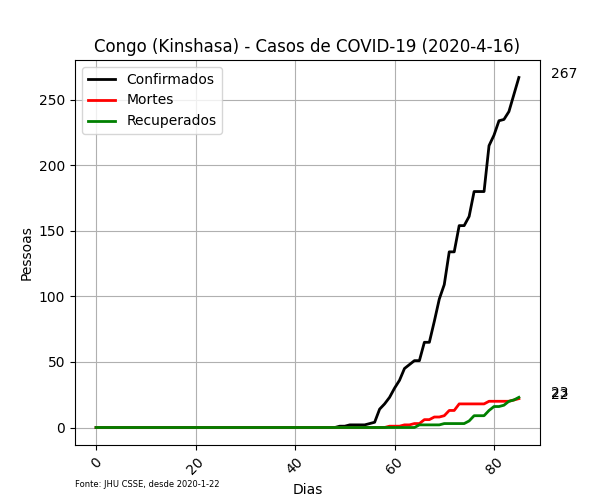 Congo (Kinshasa) - Casos de COVID-19 (2020-4-16)
Confirmados
Mortes
Recuperados
267
250
200
150
100
50
0
23
22
Pessoas
0
20
40
60
80
Dias
Fonte: JHU CSSE, desde 2020-1-22